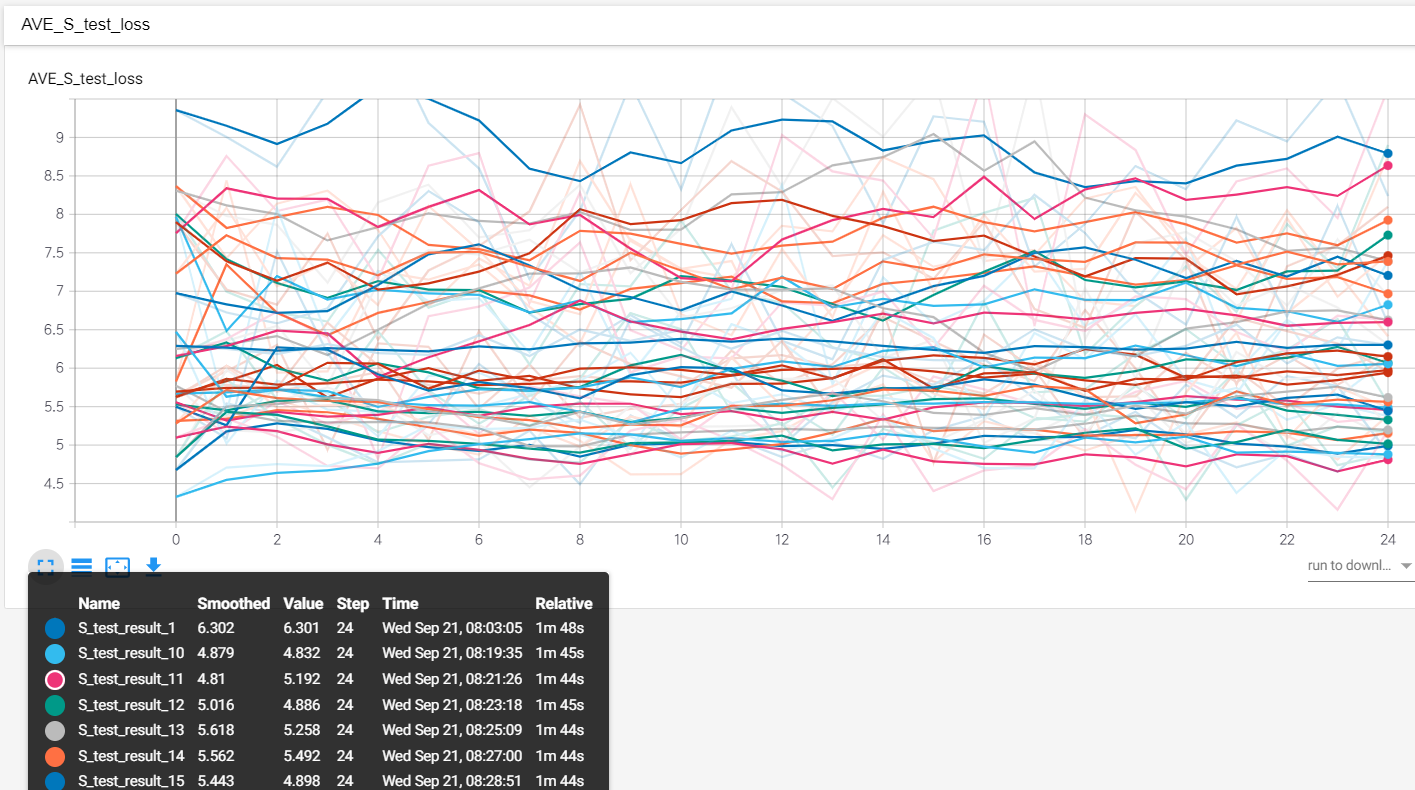 AVE_S_test_loss
AVE_S_test_loss
9
8.5
8
7.5
7
6.5
6
5.5
5
4.5
0 2 4 6 8 10 12 14 16 18 20 22 24
run to downl...
Name Smoothed Value Step Time Relative
S_test_result_1 6.302 6.301 24 Wed Sep 21, 08:03:05 1m 48s
S_test_result_10 4.879 4.832 24 Wed Sep 21, 08:19:35 1m 45s
S_test_result_11 4.81 5.192 24 Wed Sep 21, 08:21:26 1m 44s
S_test_result_12 5.016 4.886 24 Wed Sep 21, 08:23:18 1m 45s
S_test_result_13 5.618 5.258 24 Wed Sep 21, 08:25:09 1m 44s
S_test_result_14 5.562 5.492 24 Wed Sep 21, 08:27:00 1m 44s
S_test_result_15 5.443 4.898 24 Wed Sep 21, 08:28:51 1m 44s